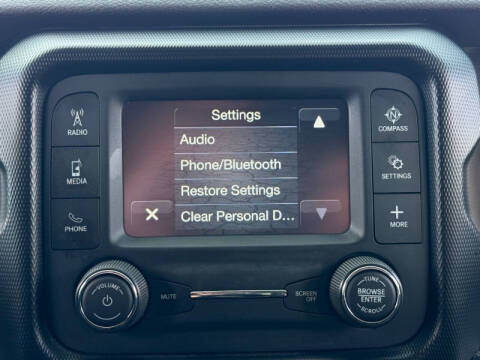 Settings
Audio
Phone/Bluetooth
Restore Settings
Clear Personal D...
RADIO
MEDIA
PHONE
N
COMPASS
SETTINGS
MORE
VOLUME
MUTE
SCREEN
OFF
TUNE
BROWSE
ENTER
SCROLL